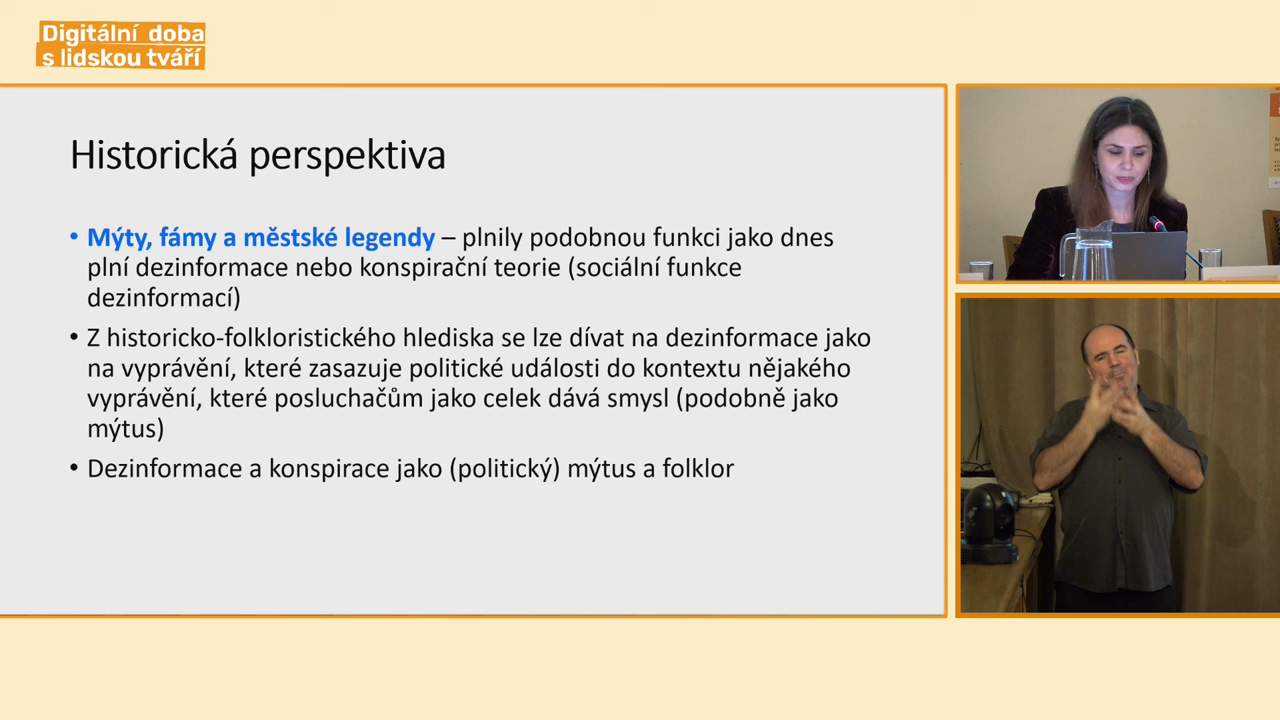 Digitální doba
s lidskou tváří
Historická perspektiva
• Mýty, fámy a městské legendy – plnily podobnou funkci jako dnes
plní dezinformace nebo konspirační teorie (sociální funkce
dezinformací)
• Z historicko-folkloristického hlediska se lze dívat na dezinformace jako
na vyprávění, které zasazuje politické události do kontextu nějakého
vyprávění, které posluchačům jako celek dává smysl (podobně jako
mýtus)
• Dezinformace a konspirace jako (politický) mýtus a folklor